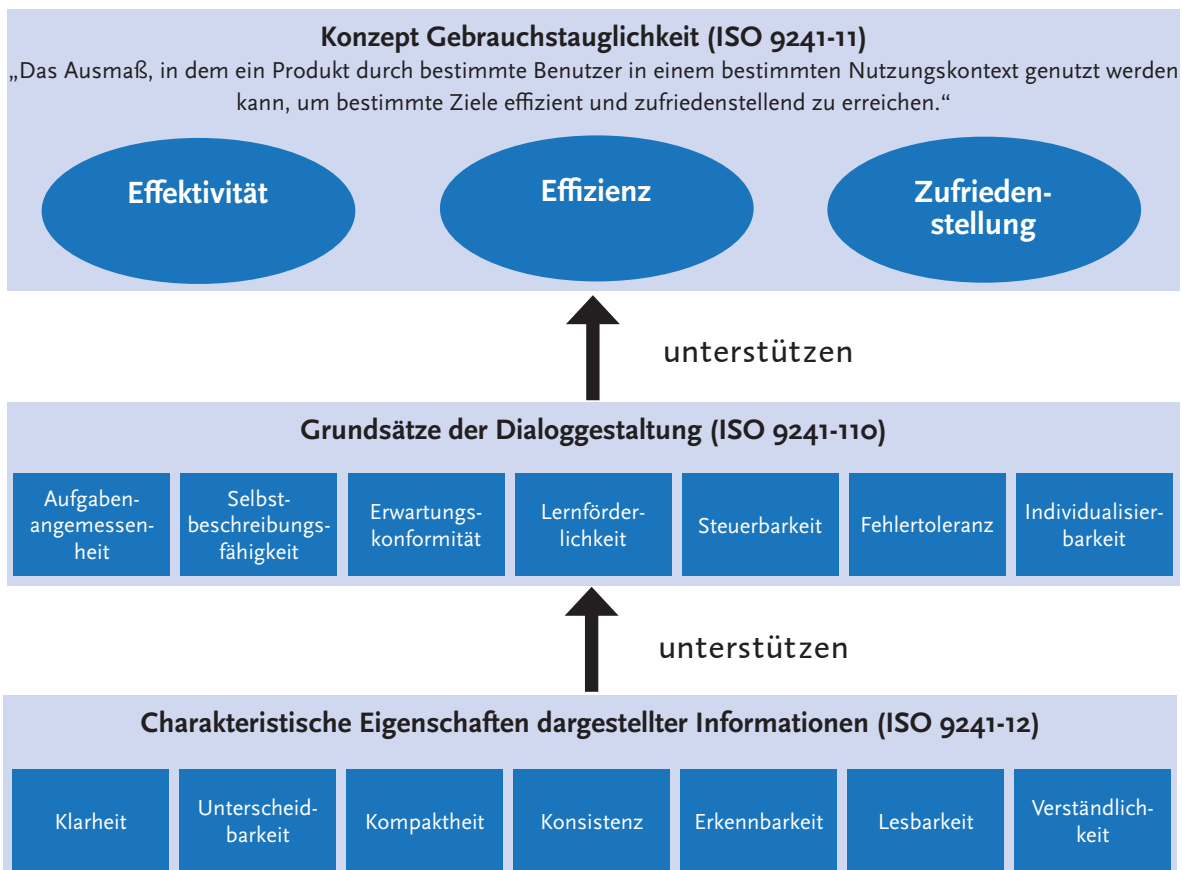 Konzept Gebrauchstauglichkeit (ISO 9241-11)
„Das Ausmaß, in dem ein Produkt durch bestimmte Benutzer in einem bestimmten Nutzungskontext genutzt werden
kann, um bestimmte Ziele effizient und zufriedenstellend zu erreichen.“
Effektivität
Effizienz
Zufrieden-
stellung
unterstützen
Grundsätze der Dialoggestaltung (ISO 9241-110)
Aufgaben-
angemessen-
heit
Selbst-
beschreibungs-
fähigkeit
Erwartungs-
konformität
Lernförder-
lichkeit
Steuerbarkeit
Fehlertoleranz
Individualisier-
barkeit
unterstützen
Charakteristische Eigenschaften dargestellter Informationen (ISO 9241-12)
Klarheit
Unterscheid-
barkeit
Kompaktheit
Konsistenz
Erkennbarkeit
Lesbarkeit
Verständlich-
keit